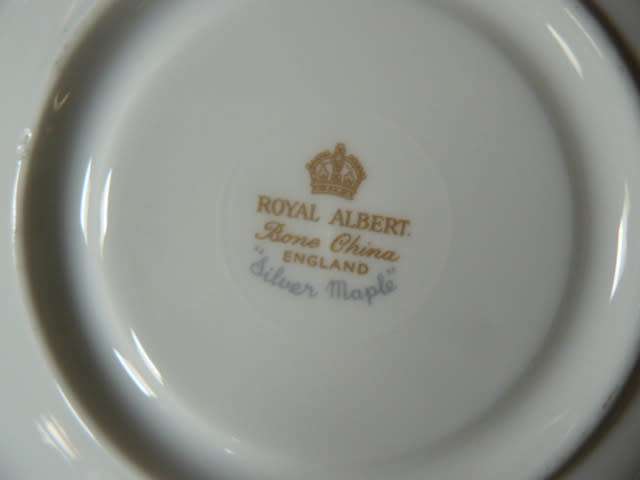 ROYAL ALBERT.
Bone China
ENGLAND
"Silver Maple"